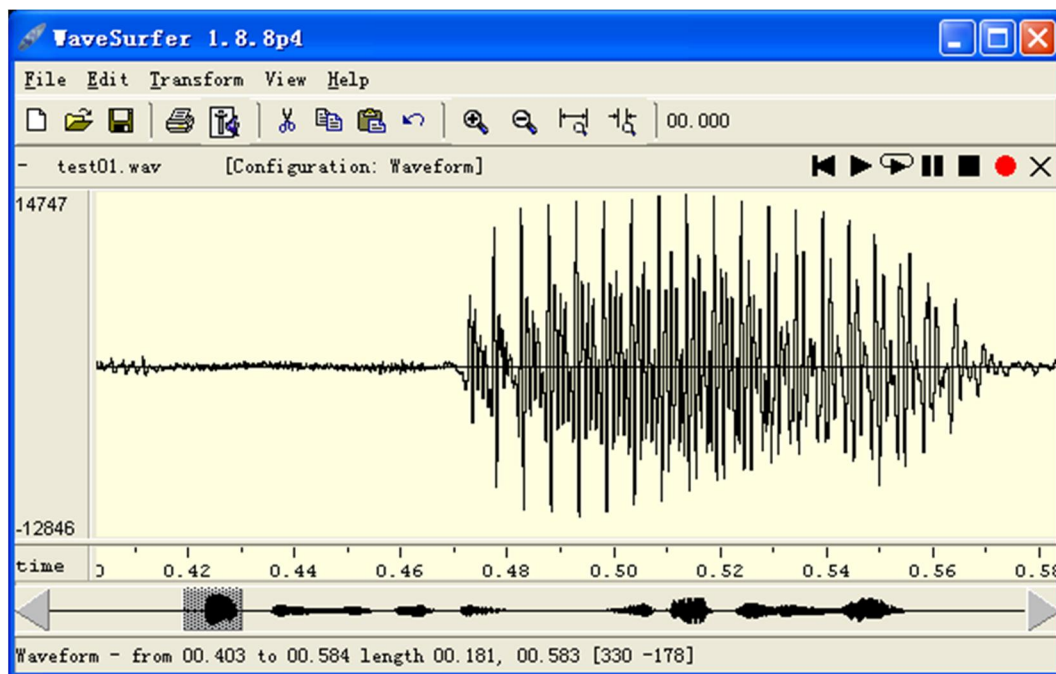 WaveSurfer 1.8.8p4
File Edit Transform View Help
00.000
- test01.wav [Configuration: Waveform]
14747
-12846
time 0.42 0.44 0.46 0.48 0.50 0.52 0.54 0.56
Waveform - from 00.403 to 00.584 length 00.181, 00.583 [330 -178]